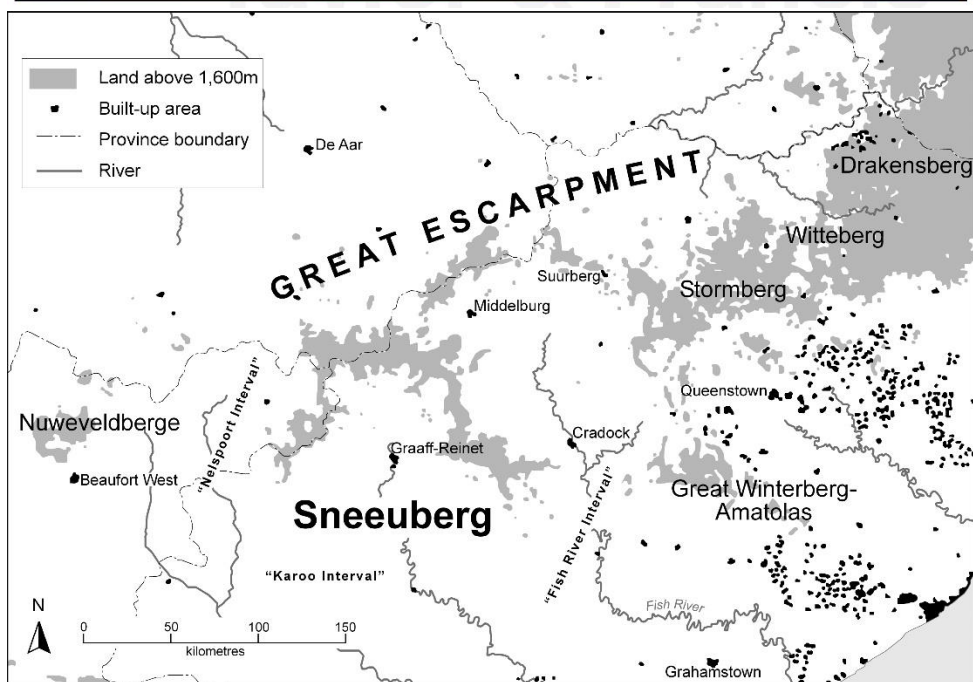 Land above 1,600m
Built-up area
Province boundary
River
De Aar
GREAT ESCARPMENT
Drakensberg
Witteberg
Suurberg
Stormberg
Middelburg
"Nelspoort Interval"
Queenstown
Nuweveldberge
Cradock
Graaff-Reinet
Beaufort West
Great Winterberg-
Amatolas
Sneeuberg
"Fish River Interval"
"Karoo Interval"
Fish River
N
0 50 100 150
kilometres
Grahamstown